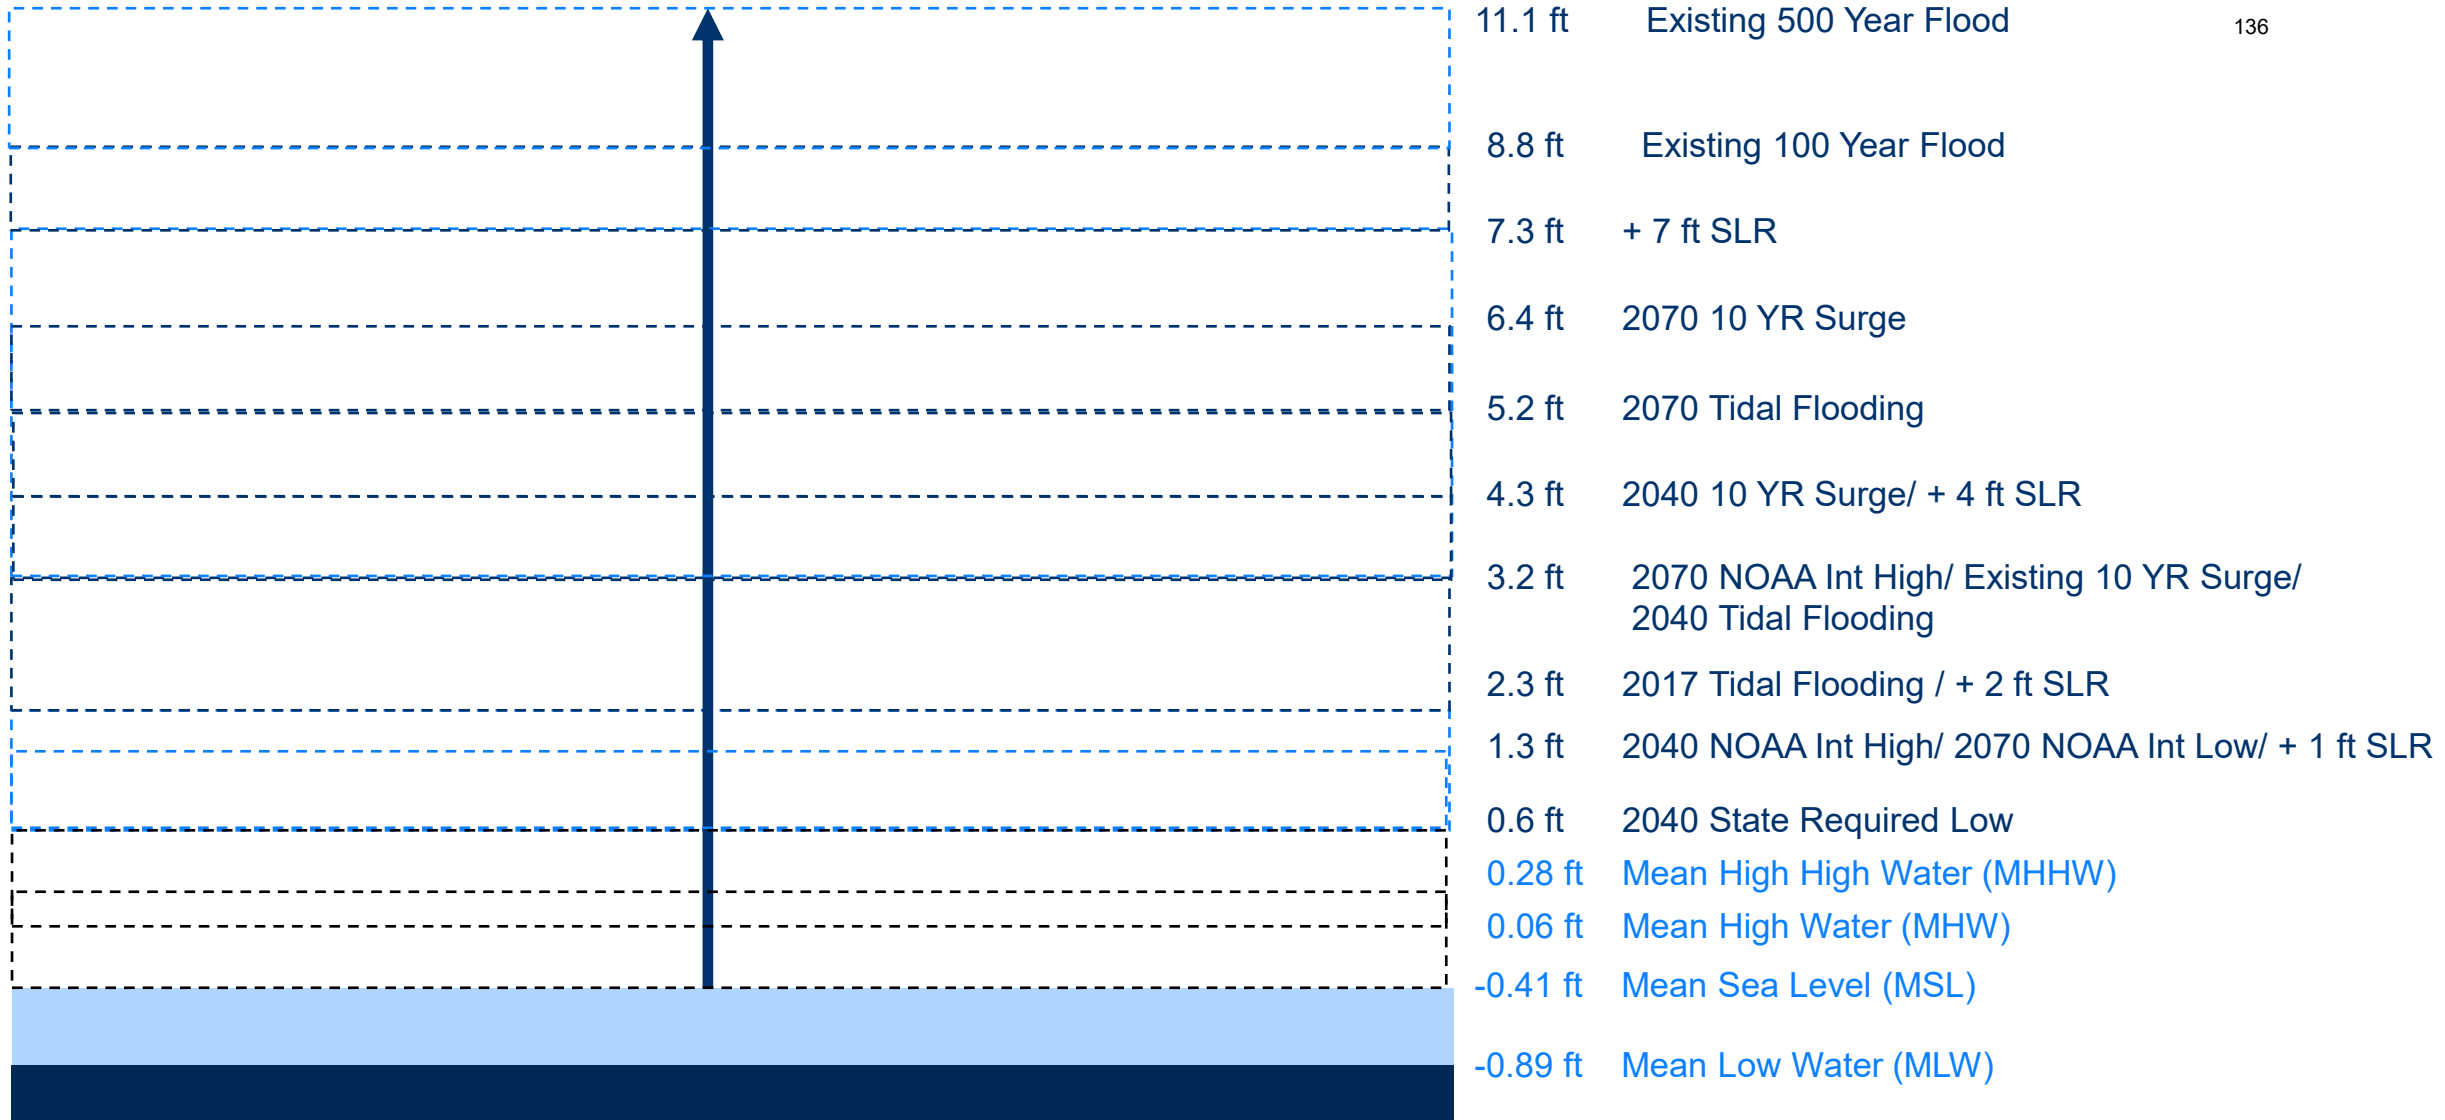 11.1 ft Existing 500 Year Flood 136
8.8 ft Existing 100 Year Flood
7.3 ft + 7 ft SLR
6.4 ft 2070 10 YR Surge
5.2 ft 2070 Tidal Flooding
4.3 ft 2040 10 YR Surge/ + 4 ft SLR
3.2 ft 2070 NOAA Int High/ Existing 10 YR Surge/
2040 Tidal Flooding
2.3 ft 2017 Tidal Flooding / + 2 ft SLR
1.3 ft 2040 NOAA Int High/ 2070 NOAA Int Low/ + 1 ft SLR
0.6 ft 2040 State Required Low
0.28 ft Mean High High Water (MHHW)
0.06 ft Mean High Water (MHW)
-0.41 ft Mean Sea Level (MSL)
-0.89 ft Mean Low Water (MLW)